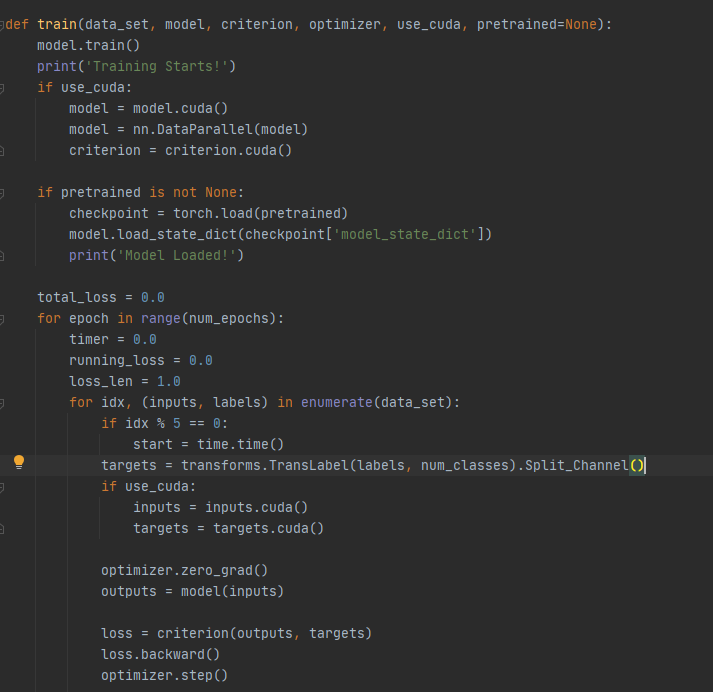 def train(data_set, model, criterion, optimizer, use_cuda, pretrained=None):
    model.train()
    print('Training Starts!')
    if use_cuda:
        model = model.cuda()
        model = nn.DataParallel(model)
        criterion = criterion.cuda()

    if pretrained is not None:
        checkpoint = torch.load(pretrained)
        model.load_state_dict(checkpoint['model_state_dict'])
        print('Model Loaded!')

    total_loss = 0.0
    for epoch in range(num_epochs):
        timer = 0.0
        running_loss = 0.0
        loss_len = 1.0
        for idx, (inputs, labels) in enumerate(data_set):
            if idx % 5 == 0:
                start = time.time()
            targets = transforms.TransLabel(labels, num_classes).Split_Channel()
            if use_cuda:
                inputs = inputs.cuda()
                targets = targets.cuda()

            optimizer.zero_grad()
            outputs = model(inputs)

            loss = criterion(outputs, targets)
            loss.backward()
            optimizer.step()